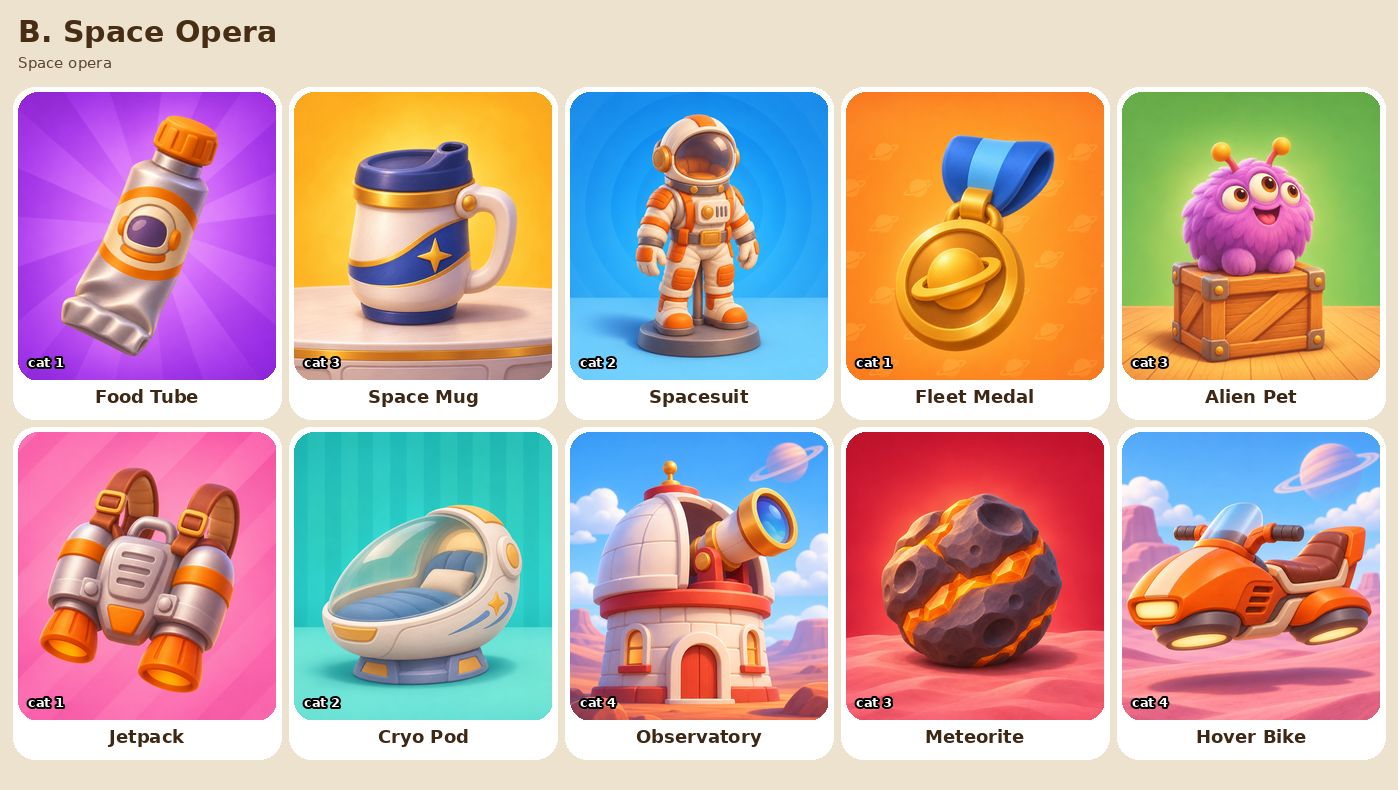 B. Space Opera
Space opera
cat 1
cat 3
cat 2
cat 1
cat 3
Food Tube
Space Mug
Spacesuit
Fleet Medal
Alien Pet
cat 1
cat 2
cat 4
cat 3
cat 4
Jetpack
Cryo Pod
Observatory
Meteorite
Hover Bike